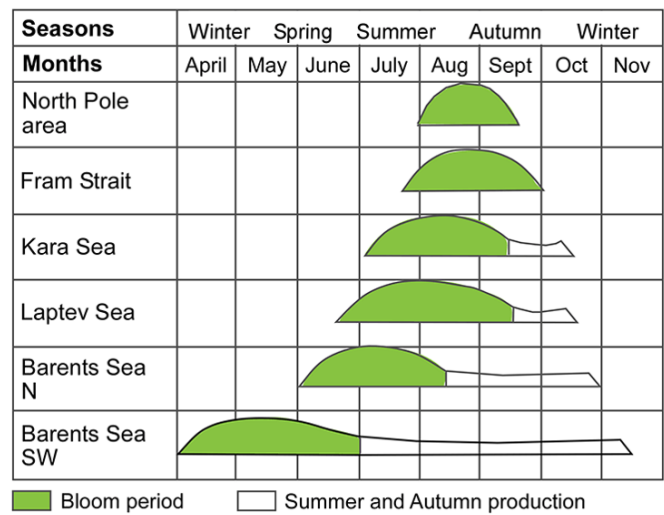 Seasons Winter Spring Summer Autumn Winter
Months April May June July Aug Sept Oct Nov
North Pole
area
Fram Strait
Kara Sea
Laptev Sea
Barents Sea
N
Barents Sea
SW
Bloom period Summer and Autumn production